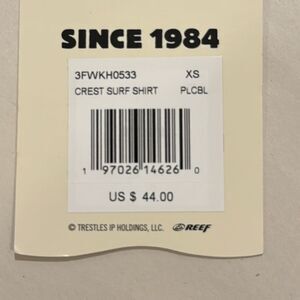 SINCE 1984
3FWKH0533 XS
CREST SURF SHIRT PLCBL
1 97026 14626 0
US $ 44.00
© TRESTLES IP HOLDINGS, LLC. REEF